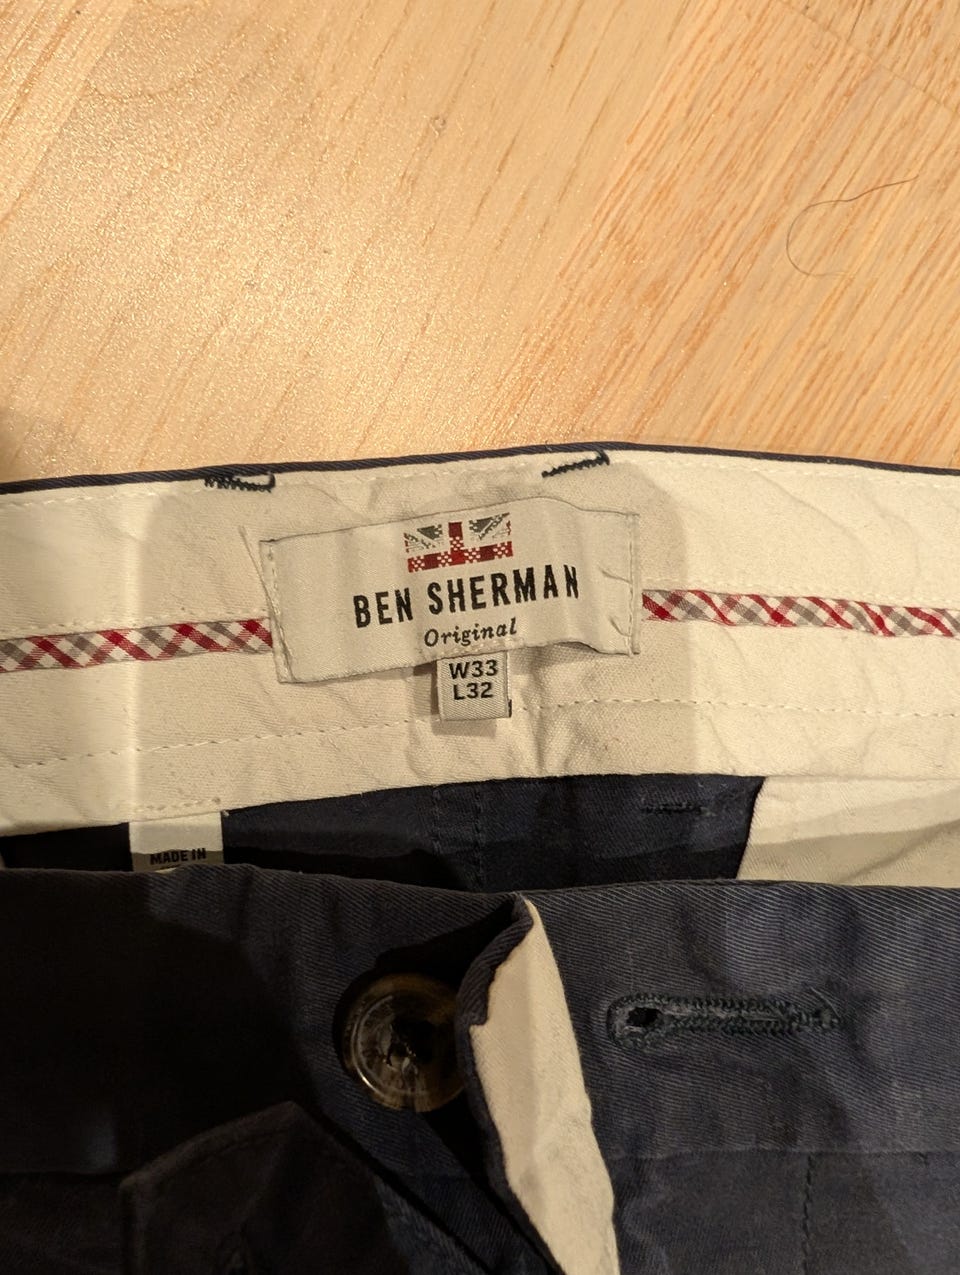 BEN SHERMAN
Original
W33
L32
MADE IN